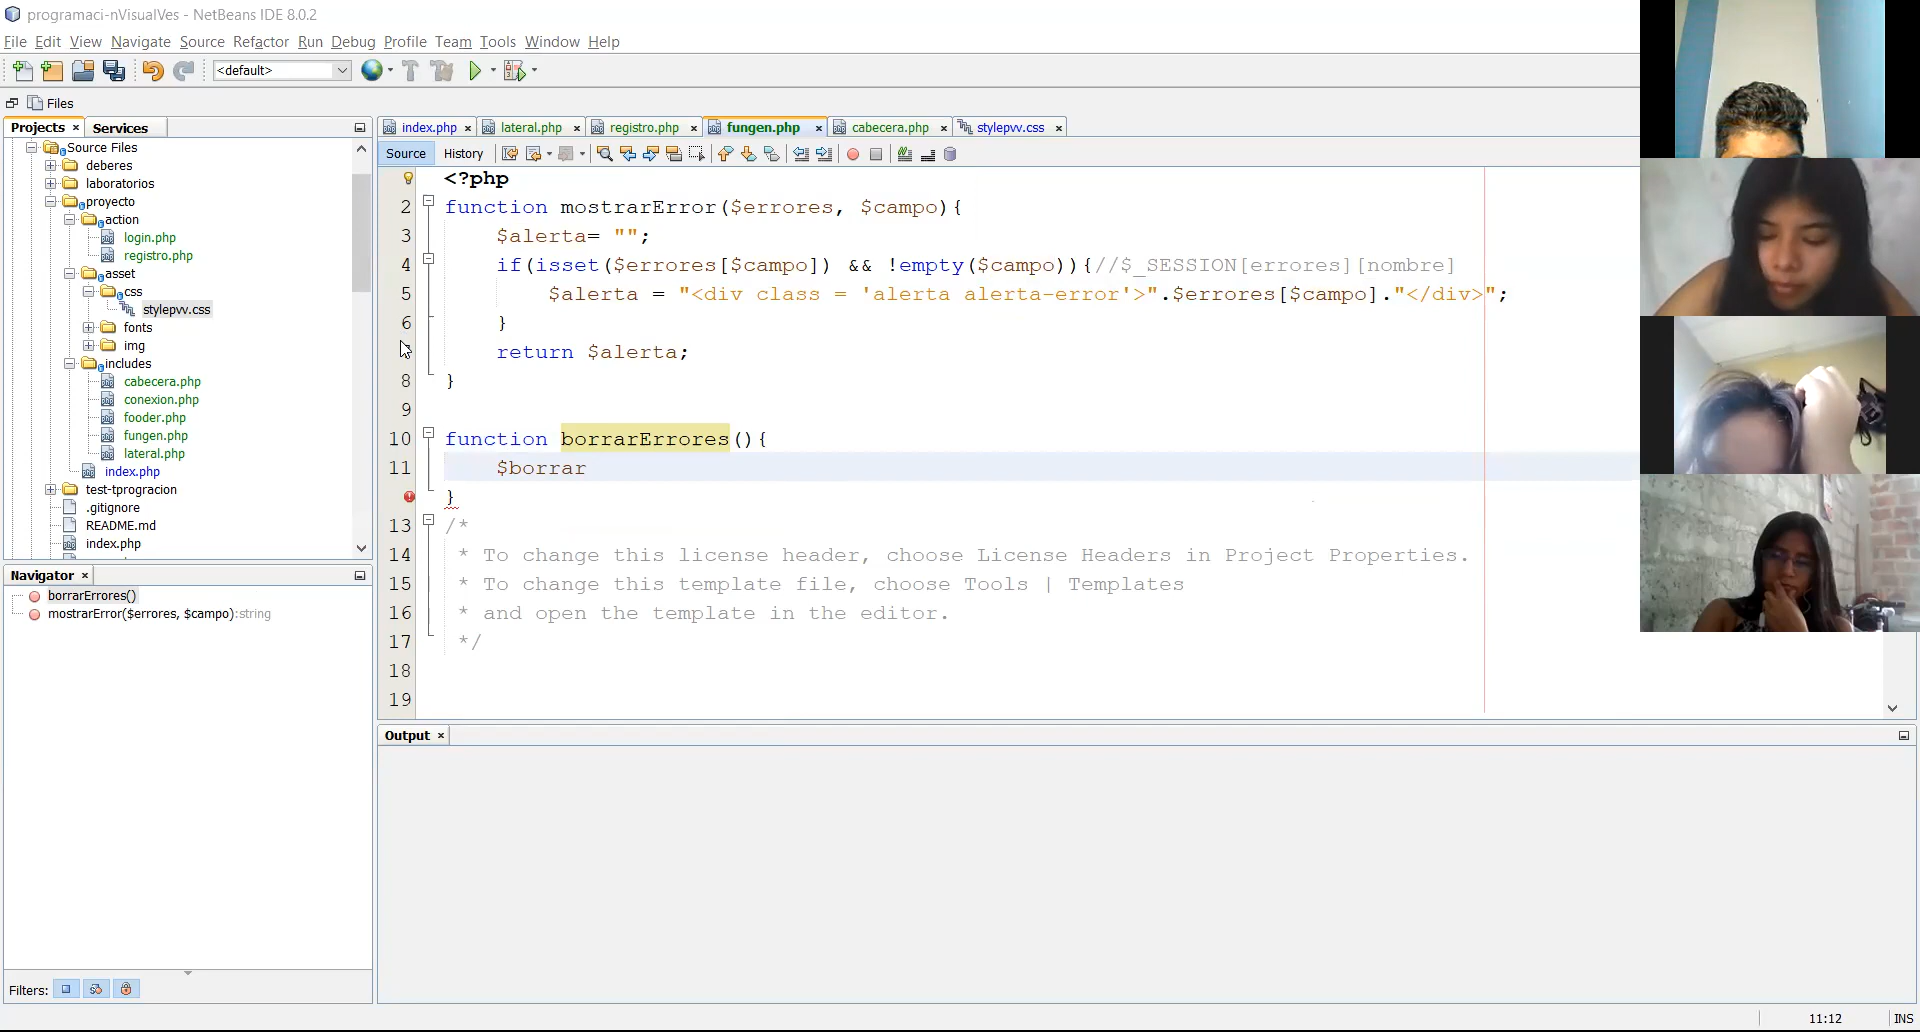 programaci-nVisualVes - NetBeans IDE 8.0.2
File Edit View Navigate Source Refactor Run Debug Profile Team Tools Window Help
<default>
Files
Projects × Services
Source Files
deberes
laboratorios
proyecto
action
login.php
registro.php
asset
css
stylepvv.css
fonts
img
includes
cabecera.php
conexion.php
fooder.php
fungen.php
lateral.php
index.php
test-tprogracion
.gitignore
README.md
index.php
Navigator ×
borrarErrores()
mostrarError($errores, $campo):string
Filters:
index.php × lateral.php × registro.php × fungen.php × cabecera.php × stylepvv.css ×
Source History
<?php
2 function mostrarError($errores, $campo){
3 $alerta= "";
4 if(isset($errores[$campo]) && !empty($campo)){//$_SESSION[errores][nombre]
5 $alerta = "<div class = 'alerta alerta-error'>".$errores[$campo]."</div>";
6 }
return $alerta;
8 }
9
10 function borrarErrores(){
11 $borrar
}
13 /*
14 * To change this license header, choose License Headers in Project Properties.
15 * To change this template file, choose Tools | Templates
16 * and open the template in the editor.
17 */
18
19
Output ×
11:12 INS